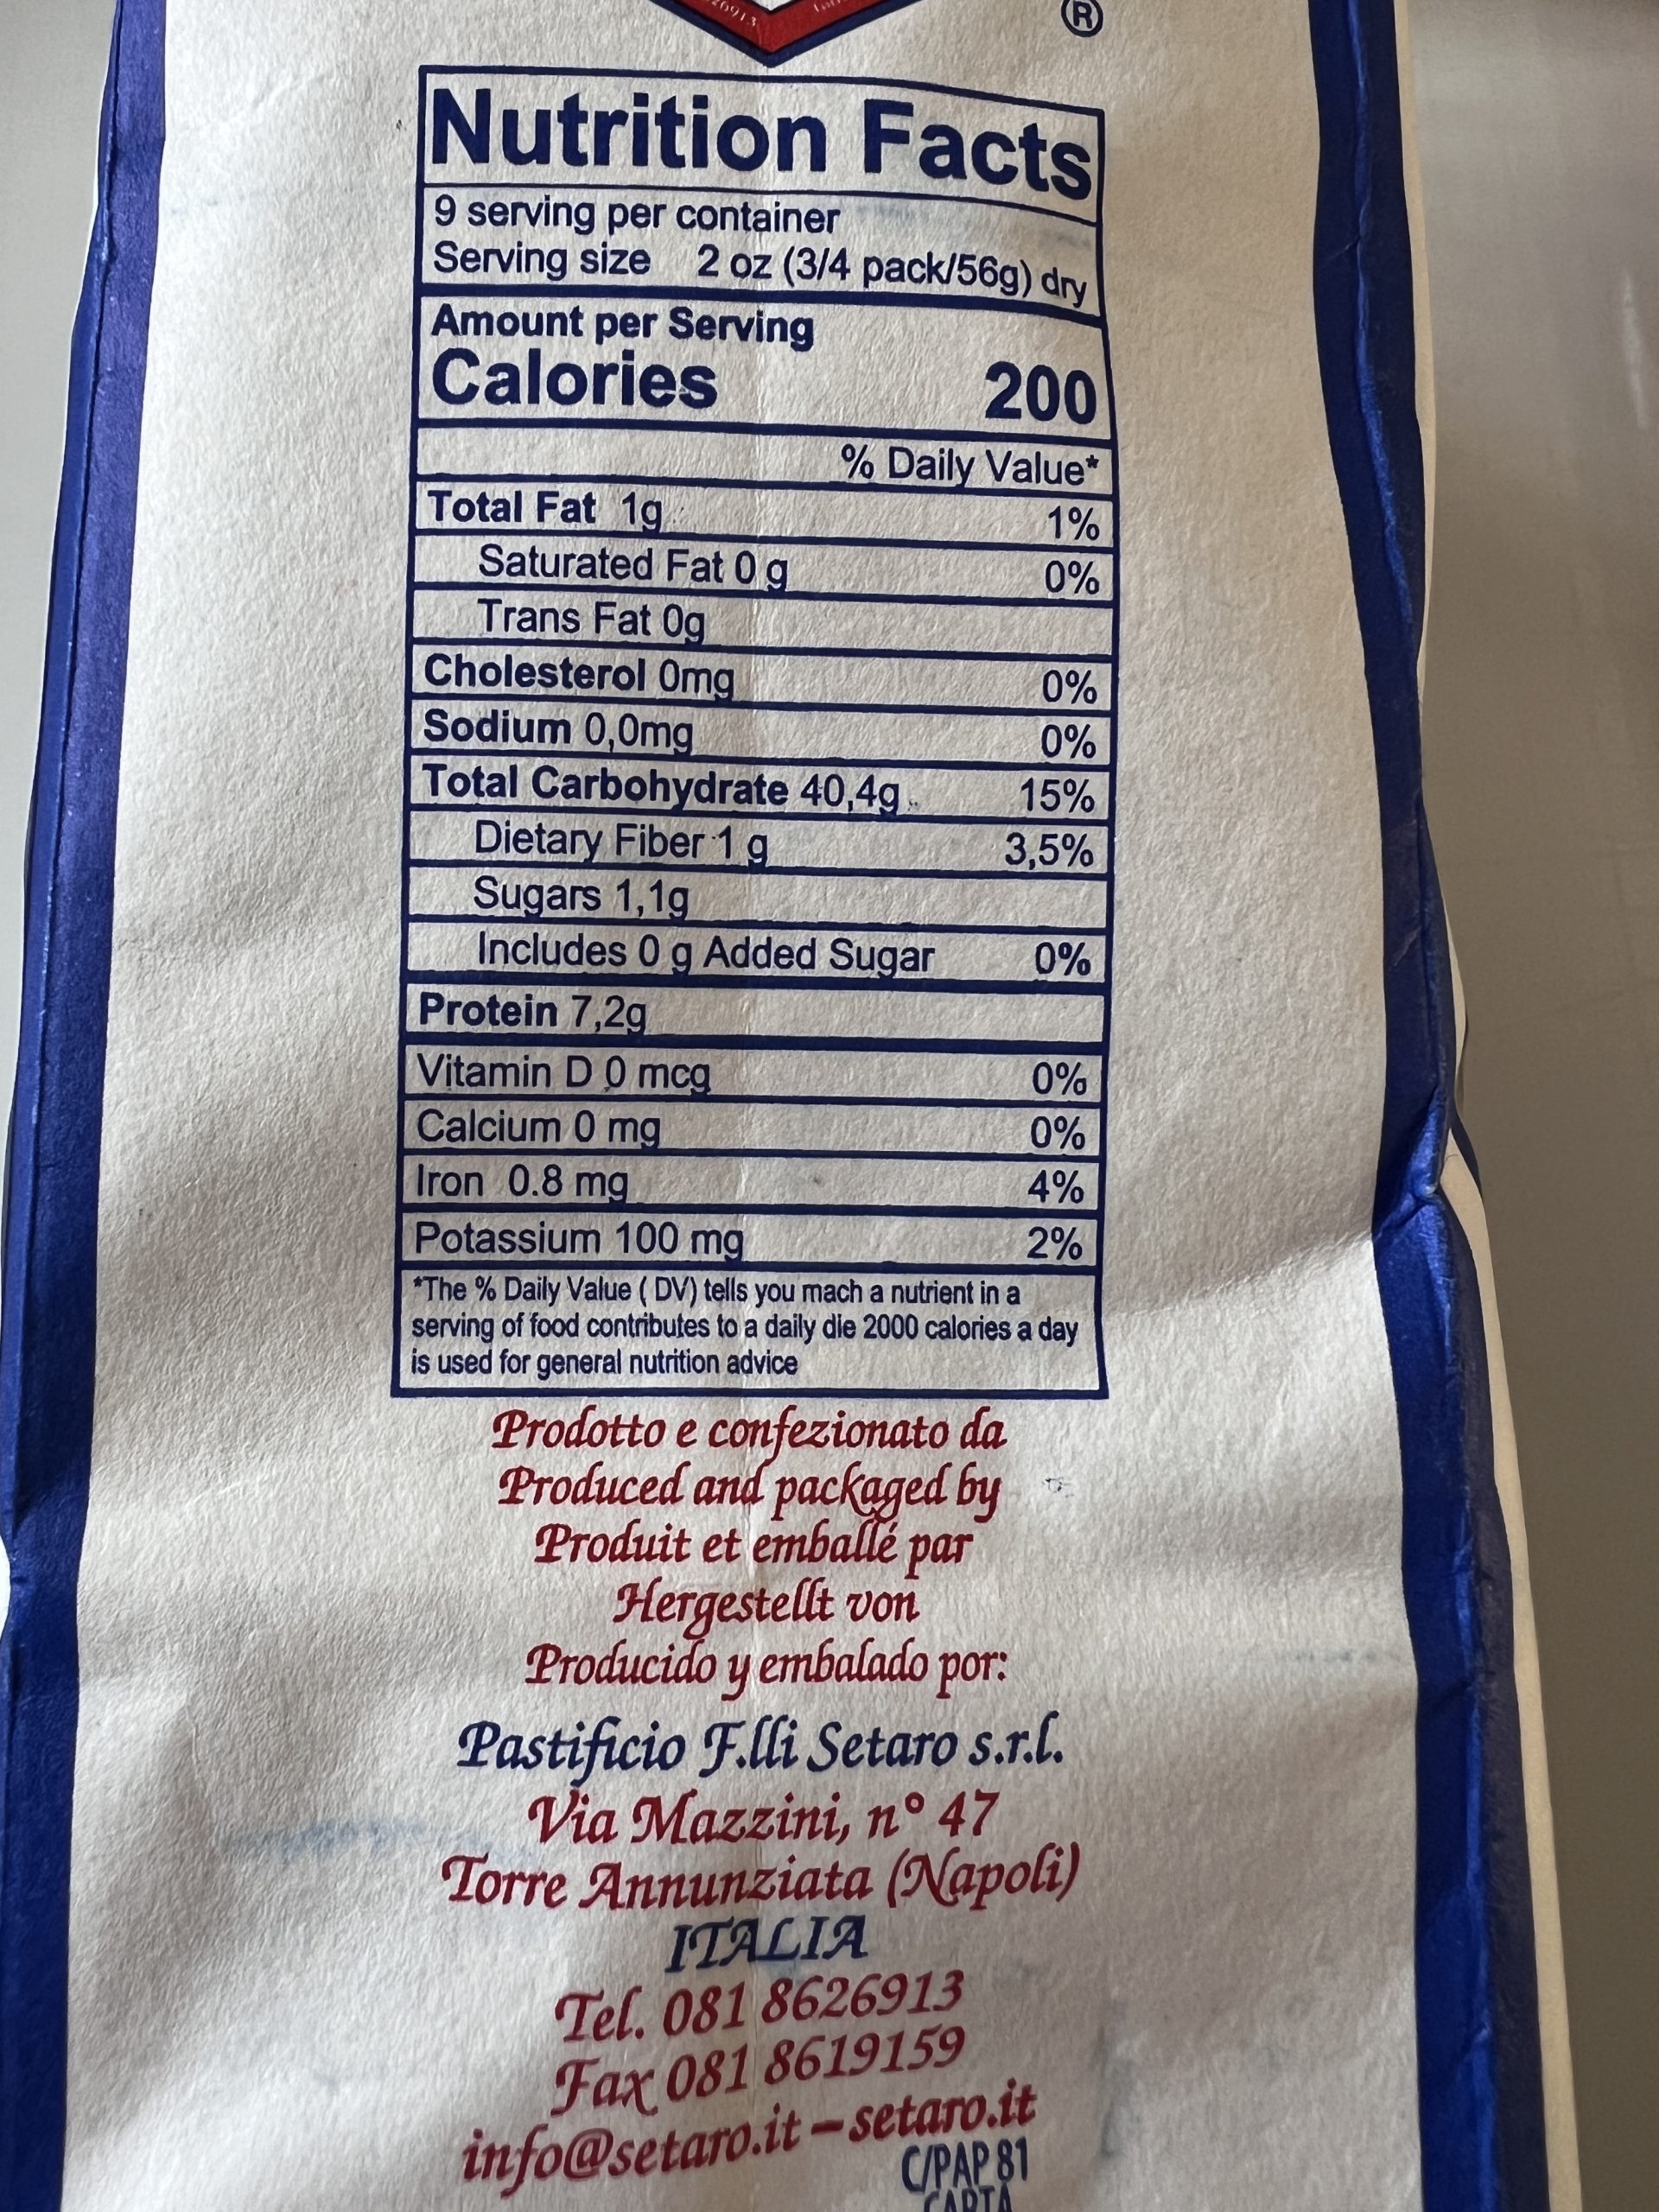 ®
Nutrition Facts
9 serving per container
Serving size 2 oz (3/4 pack/56g) dry
Amount per Serving
Calories 200
% Daily Value*
Total Fat 1g 1%
Saturated Fat 0 g 0%
Trans Fat 0g
Cholesterol 0mg 0%
Sodium 0,0mg 0%
Total Carbohydrate 40,4g 15%
Dietary Fiber 1 g 3,5%
Sugars 1,1g
Includes 0 g Added Sugar 0%
Protein 7,2g
Vitamin D 0 mcg 0%
Calcium 0 mg 0%
Iron 0.8 mg 4%
Potassium 100 mg 2%
*The % Daily Value ( DV) tells you mach a nutrient in a
serving of food contributes to a daily die 2000 calories a day
is used for general nutrition advice
Prodotto e confezionato da
Produced and packaged by
Produit et emballé par
Hergestellt von
Producido y embalado por:
Pastificio F.lli Setaro s.r.l.
Via Mazzini, n° 47
Torre Annunziata (Napoli)
ITALIA
Tel. 081 8626913
Fax 081 8619159
info@setaro.it – setaro.it
C/PAP 81
CARTA